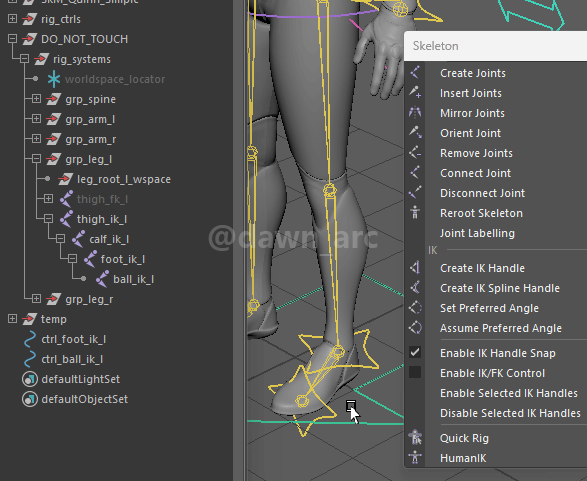 SKM_Quinn_Simple
rig_ctrls
DO_NOT_TOUCH
rig_systems
worldspace_locator
grp_spine
grp_arm_l
grp_arm_r
grp_leg_l
leg_root_l_wspace
thigh_fk_l
thigh_ik_l
calf_ik_l
foot_ik_l
ball_ik_l
grp_leg_r
temp
ctrl_foot_ik_l
ctrl_ball_ik_l
defaultLightSet
defaultObjectSet
Skeleton
Create Joints
Insert Joints
Mirror Joints
Orient Joint
Remove Joints
Connect Joint
Disconnect Joint
Reroot Skeleton
Joint Labelling
IK
Create IK Handle
Create IK Spline Handle
Set Preferred Angle
Assume Preferred Angle
Enable IK Handle Snap
Enable IK/FK Control
Enable Selected IK Handles
Disable Selected IK Handles
Quick Rig
HumanIK
@dawnarc